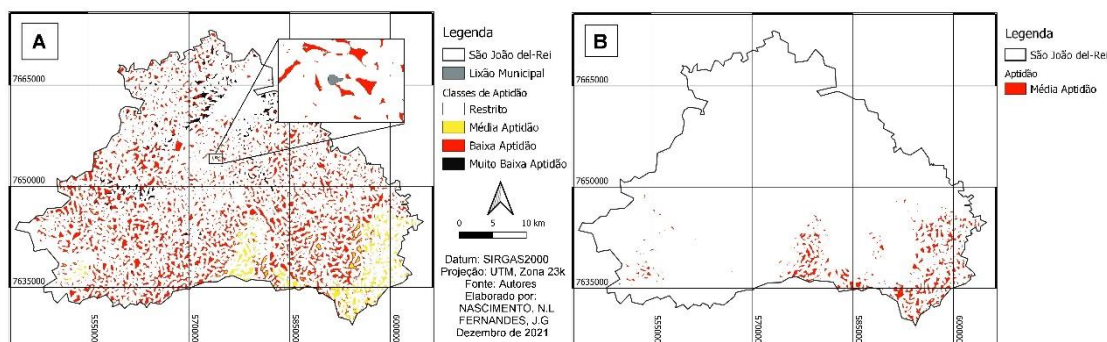 A
7665000
7650000
7635000
555000
570000
585000
600000
Legenda
São João del-Rei
Lixão Municipal
Classes de Aptidão
Restrito
Média Aptidão
Baixa Aptidão
Muito Baixa Aptidão
0 5 10 km
Datum: SIRGAS2000
Projeção: UTM, Zona 23k
Fonte: Autores
Elaborado por:
NASCIMENTO, N.L
FERNANDES, J.G
Dezembro de 2021
B
7665000
7650000
7635000
555000
570000
585000
600000
Legenda
São João del-Rei
Aptidão
Média Aptidão